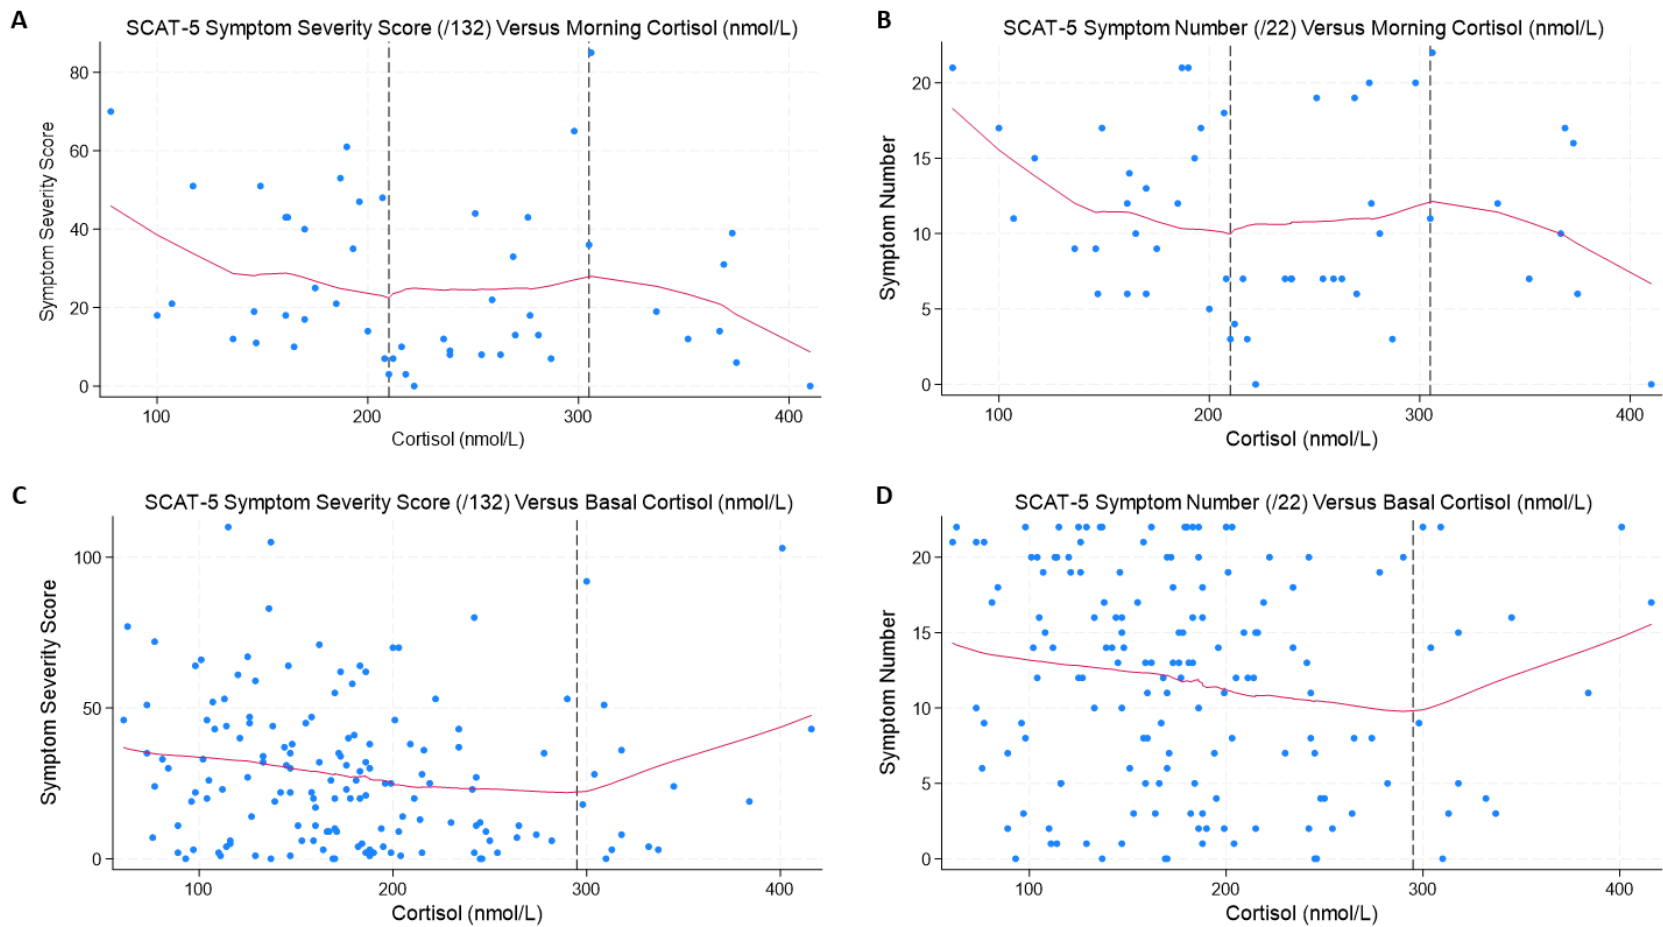 A
SCAT-5 Symptom Severity Score (/132) Versus Morning Cortisol (nmol/L)
Symptom Severity Score
80
60
40
20
0
100 200 300 400
Cortisol (nmol/L)
B
SCAT-5 Symptom Number (/22) Versus Morning Cortisol (nmol/L)
Symptom Number
20
15
10
5
0
100 200 300 400
Cortisol (nmol/L)
C
SCAT-5 Symptom Severity Score (/132) Versus Basal Cortisol (nmol/L)
Symptom Severity Score
100
50
0
100 200 300 400
Cortisol (nmol/L)
D
SCAT-5 Symptom Number (/22) Versus Basal Cortisol (nmol/L)
Symptom Number
20
15
10
5
0
100 200 300 400
Cortisol (nmol/L)